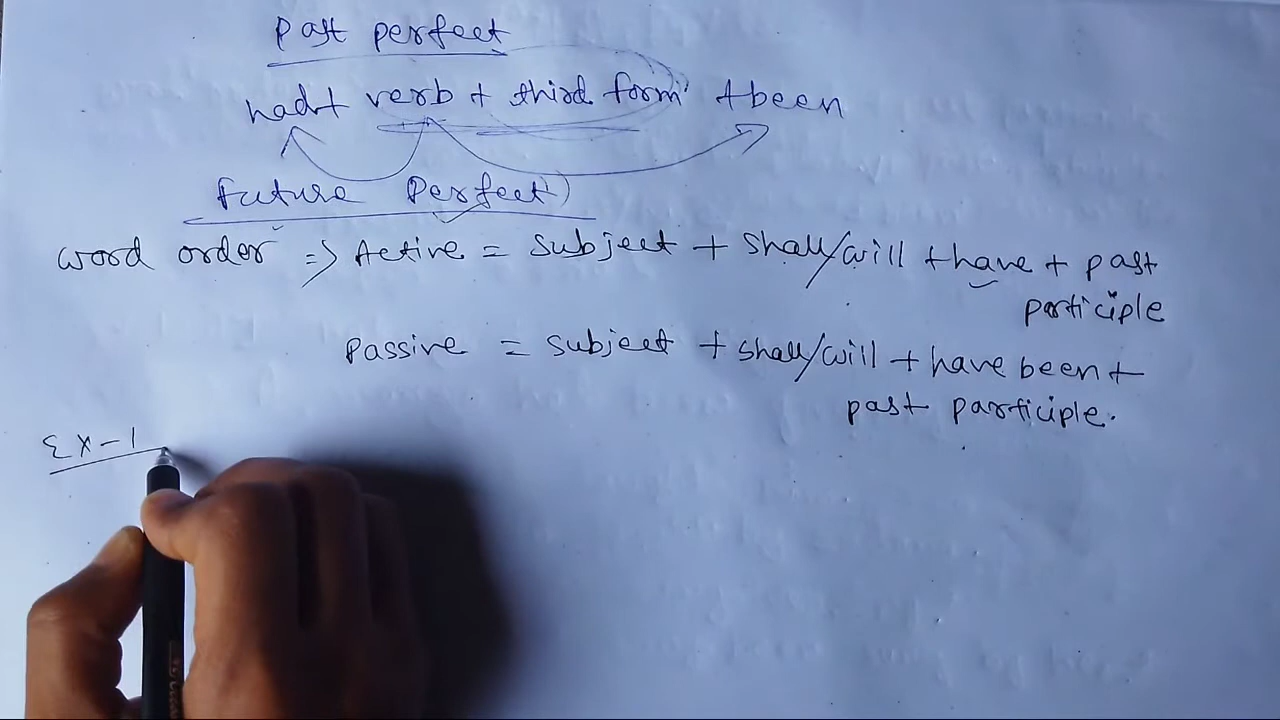 Past perfect
had+ verb + third form +been
Future Perfect)
word order => Active = subject + shall/will + have + past
participle
Passive = subject + shall/will + have been +
past participle.
Ex-1